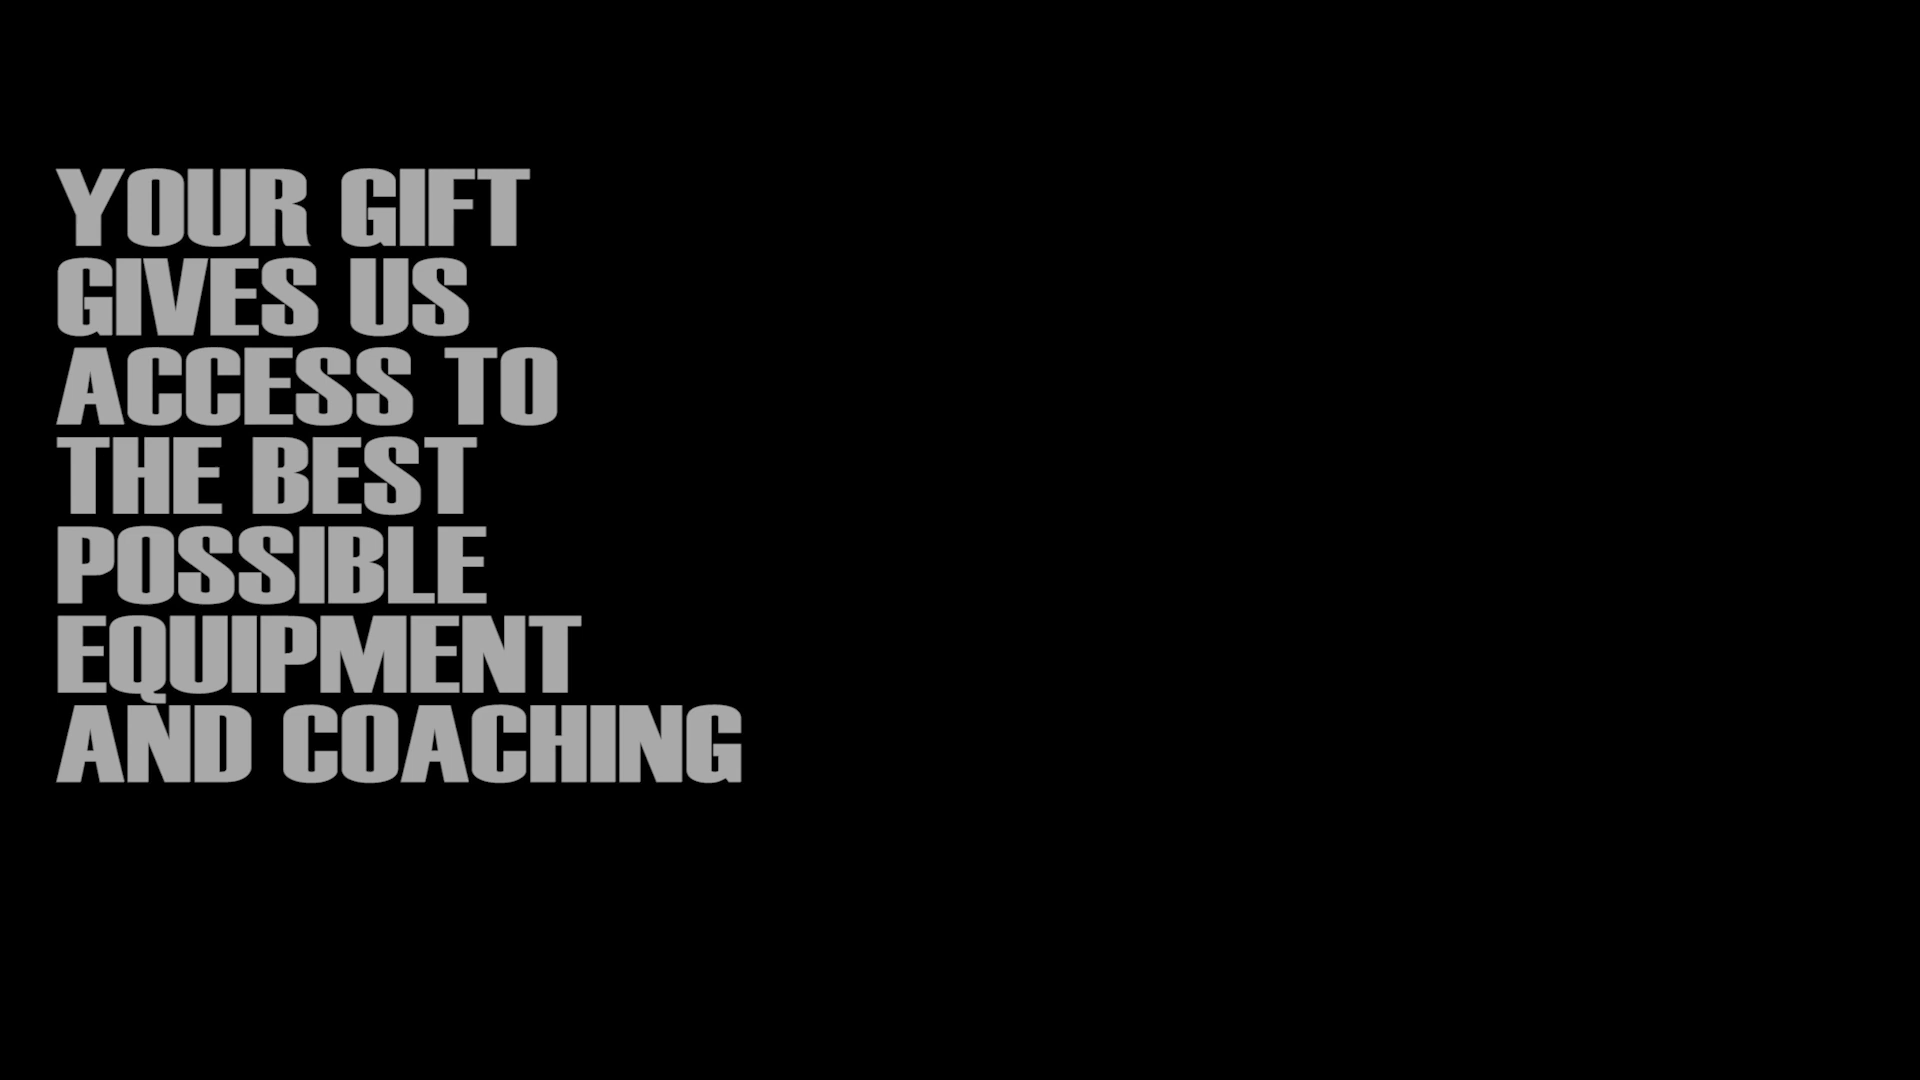 YOUR GIFT
GIVES US
ACCESS TO
THE BEST
POSSIBLE
EQUIPMENT
AND COACHING